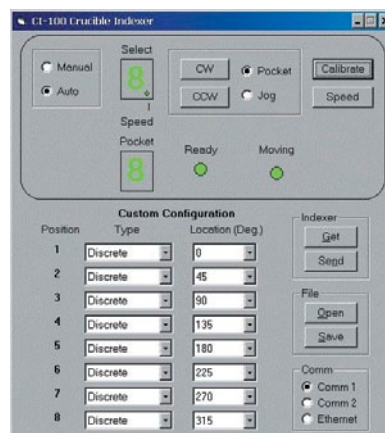 CI-100 Crucible Indexer
Select
Manual
Auto
8
CW
CCW
Pocket
Jog
Calibrate
Speed
Speed
Pocket
8
Ready
Moving
Custom Configuration
Position Type Location (Deg.)
1 Discrete 0
2 Discrete 45
3 Discrete 90
4 Discrete 135
5 Discrete 180
6 Discrete 225
7 Discrete 270
8 Discrete 315
Indexer
Get
Send
File
Open
Save
Comm
Comm 1
Comm 2
Ethernet